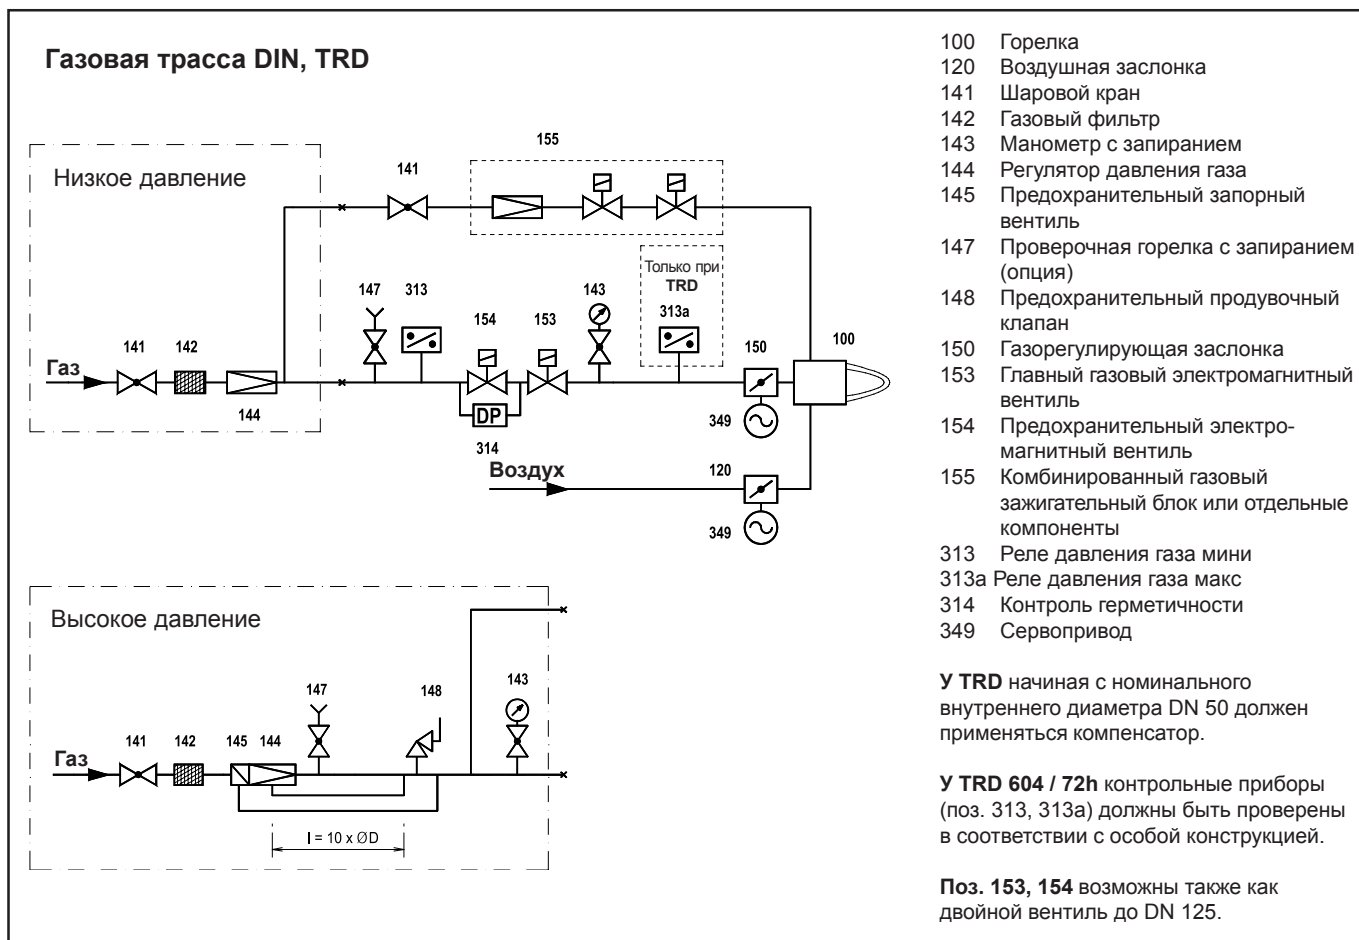 Газовая трасса DIN, TRD
155
Низкое давление
141
Только при
TRD
147
313
154
153
143
313a
141
142
150
100
Газ
144
DP
349
314
Воздух
120
349
Высокое давление
147
148
143
Газ
141
142
145
144
l = 10 x ØD
100 Горелка
120 Воздушная заслонка
141 Шаровой кран
142 Газовый фильтр
143 Манометр с запиранием
144 Регулятор давления газа
145 Предохранительный запорный
вентиль
147 Проверочная горелка с запиранием
(опция)
148 Предохранительный продувочный
клапан
150 Газорегулирующая заслонка
153 Главный газовый электромагнитный
вентиль
154 Предохранительный электро-
магнитный вентиль
155 Комбинированный газовый
зажигательный блок или отдельные
компоненты
313 Реле давления газа мини
313a Реле давления газа макс
314 Контроль герметичности
349 Сервопривод
У TRD начиная с номинального
внутреннего диаметра DN 50 должен
применяться компенсатор.
У TRD 604 / 72h контрольные приборы
(поз. 313, 313a) должны быть проверены
в соответствии с особой конструкцией.
Поз. 153, 154 возможны также как
двойной вентиль до DN 125.